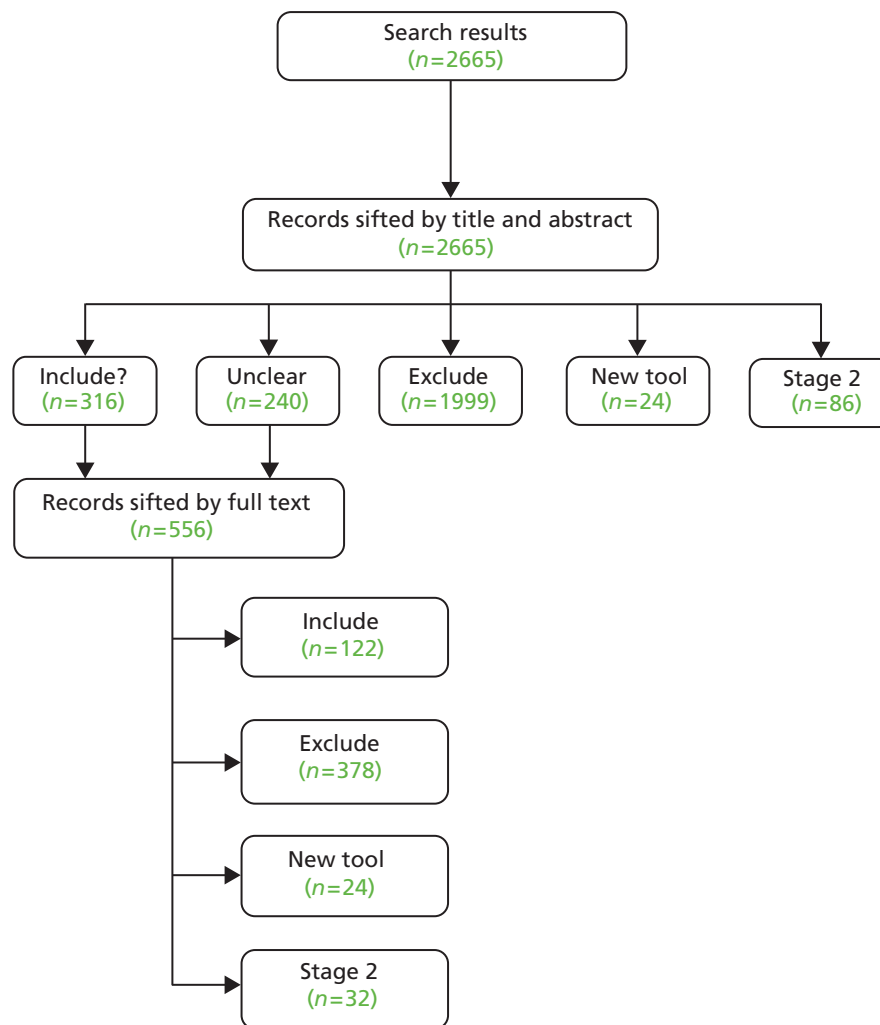 Search results
(n=2665)
Records sifted by title and abstract
(n=2665)
Include?
(n=316)
Unclear
(n=240)
Exclude
(n=1999)
New tool
(n=24)
Stage 2
(n=86)
Records sifted by full text
(n=556)
Include
(n=122)
Exclude
(n=378)
New tool
(n=24)
Stage 2
(n=32)